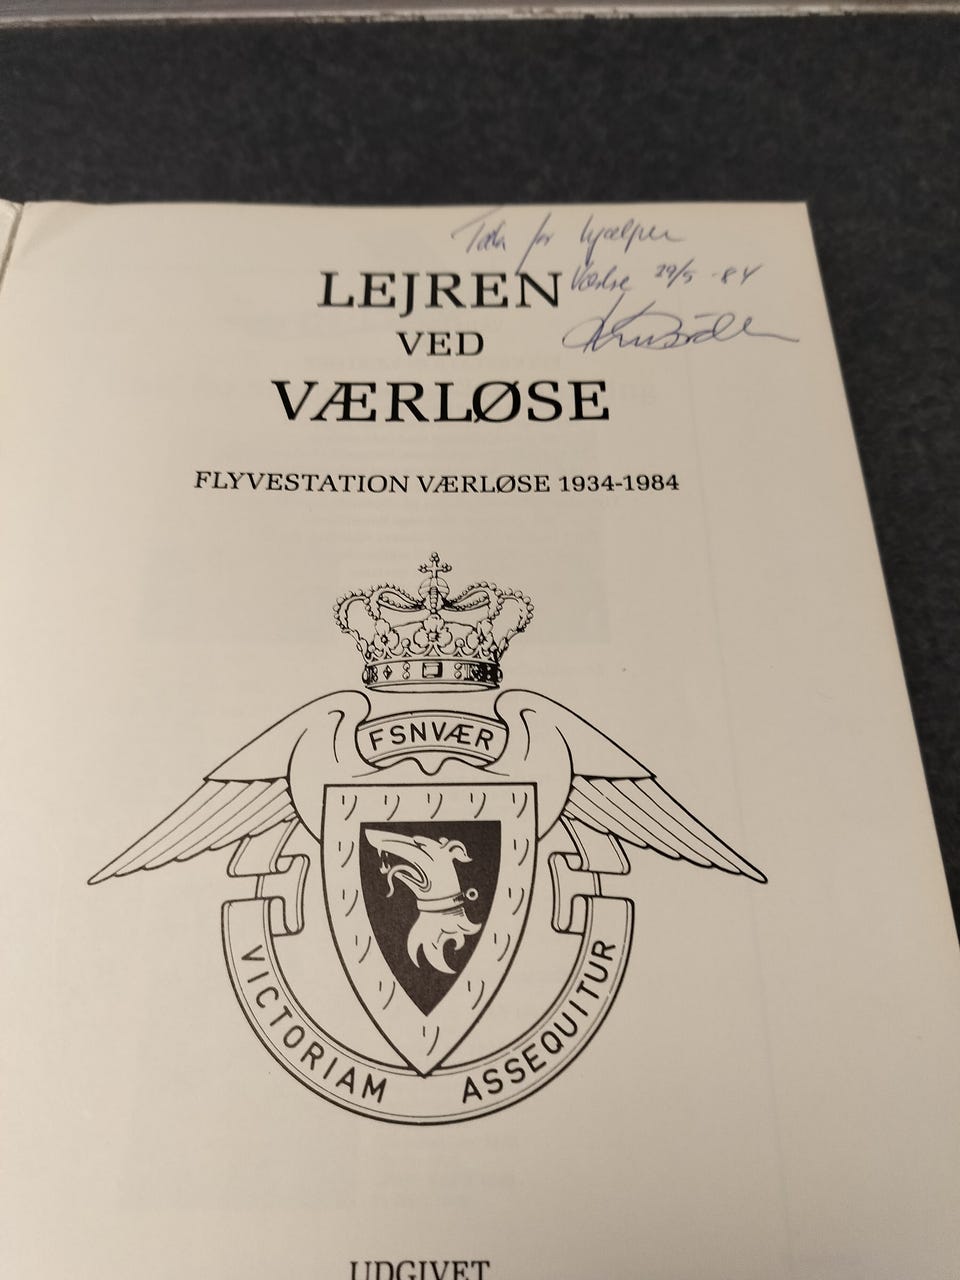 Tak for hjælpen
Værløse 29/5 -84
LEJREN
VED
VÆRLØSE
FLYVESTATION VÆRLØSE 1934-1984
FSNVÆR
VICTORIAM ASSEQUITUR
UDGIVET